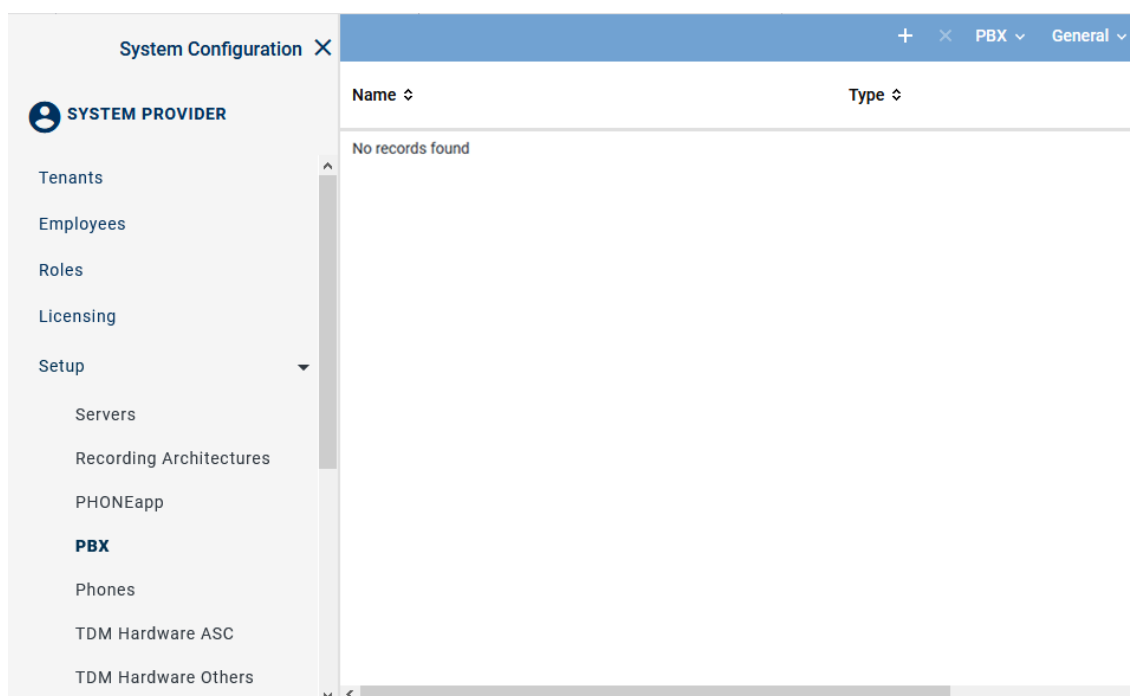 System Configuration
PBX
General
SYSTEM PROVIDER
Tenants
Employees
Roles
Licensing
Setup
Servers
Recording Architectures
PHONEapp
PBX
Phones
TDM Hardware ASC
TDM Hardware Others
Name
Type
No records found